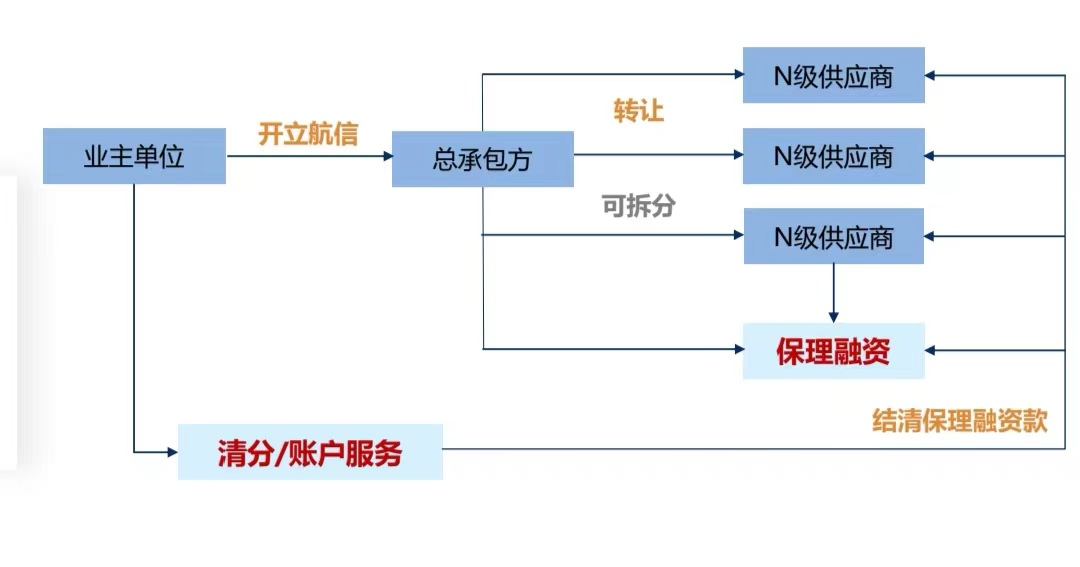 N级供应商
转让
开立航信
业主单位
总承包方
N级供应商
可拆分
N级供应商
保理融资
结清保理融资款
清分/账户服务